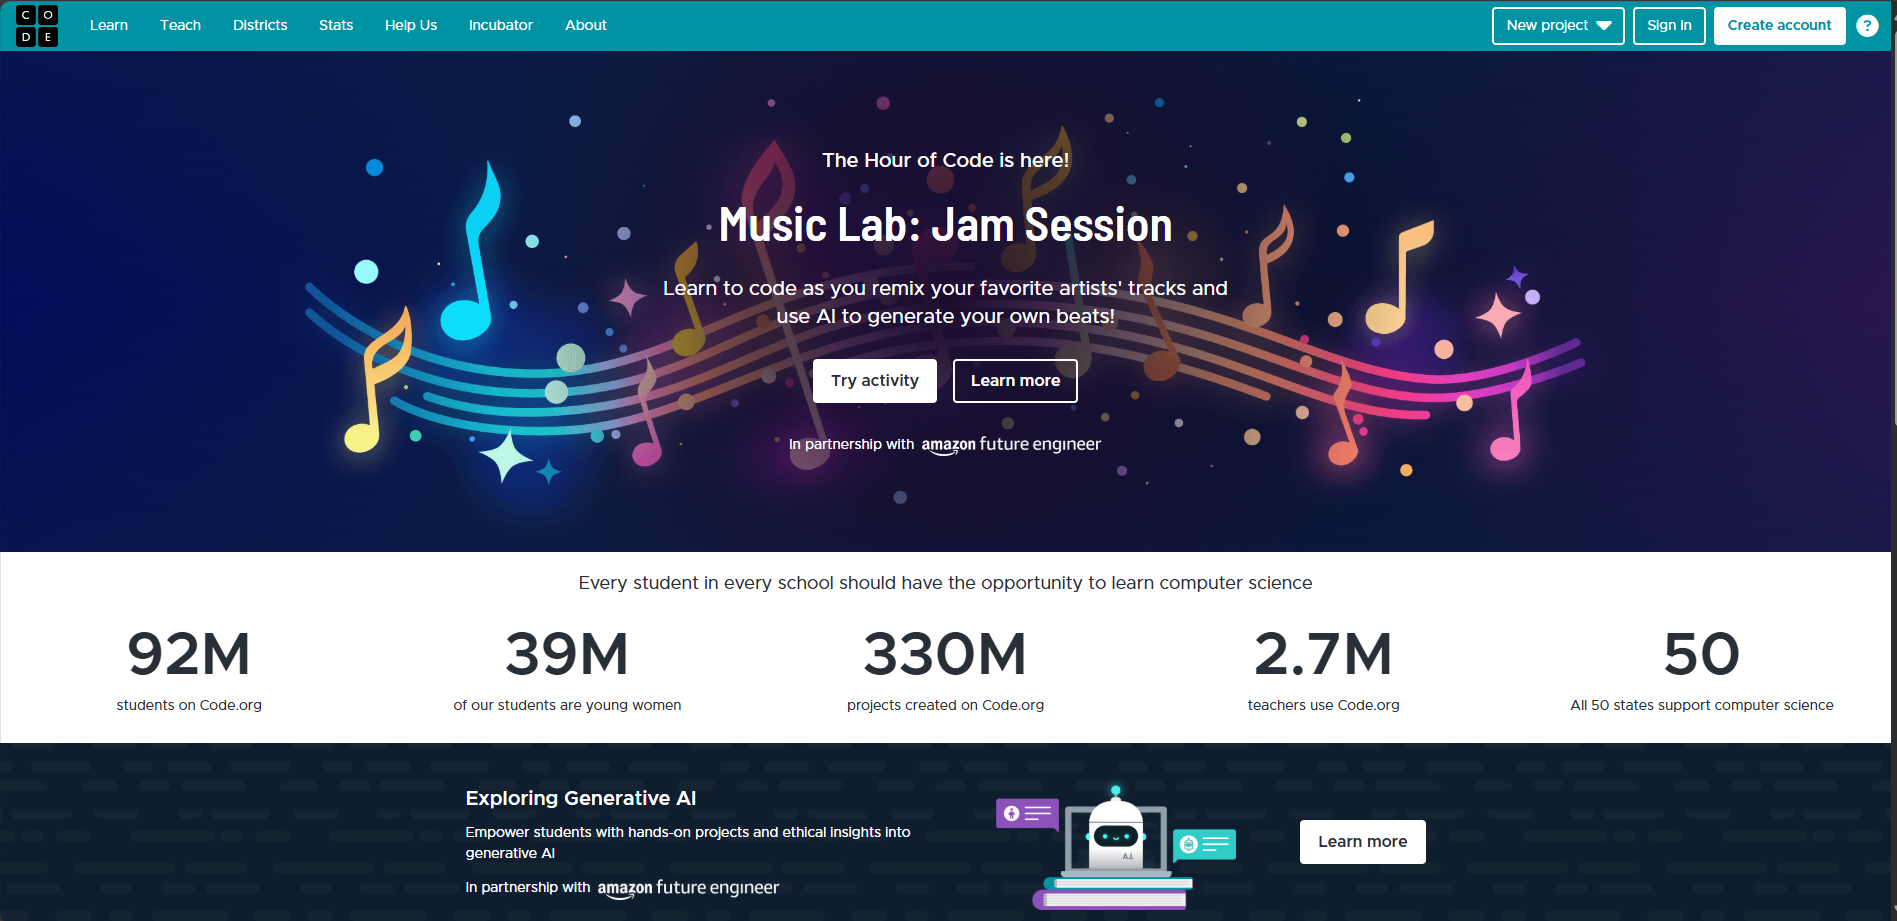 CO
DE
Learn Teach Districts Stats Help Us Incubator About New project Sign in Create account ?
The Hour of Code is here!
Music Lab: Jam Session
Learn to code as you remix your favorite artists' tracks and
use AI to generate your own beats!
Try activity Learn more
In partnership with amazon future engineer
Every student in every school should have the opportunity to learn computer science
92M 39M 330M 2.7M 50
students on Code.org of our students are young women projects created on Code.org teachers use Code.org All 50 states support computer science
Exploring Generative AI
Empower students with hands-on projects and ethical insights into
generative AI
In partnership with amazon future engineer
A.I.
Learn more